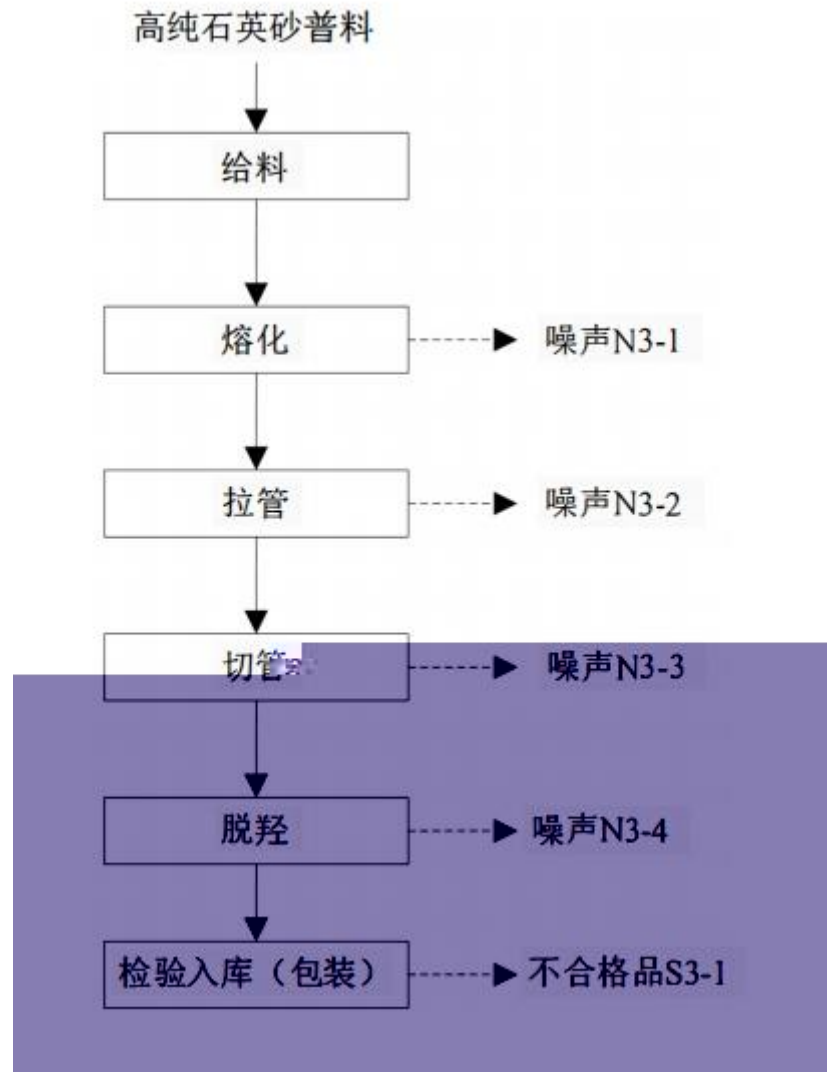 高纯石英砂普料
给料
熔化
噪声N3-1
拉管
噪声N3-2
切管
噪声N3-3
脱羟
噪声N3-4
检验入库（包装）
不合格品S3-1